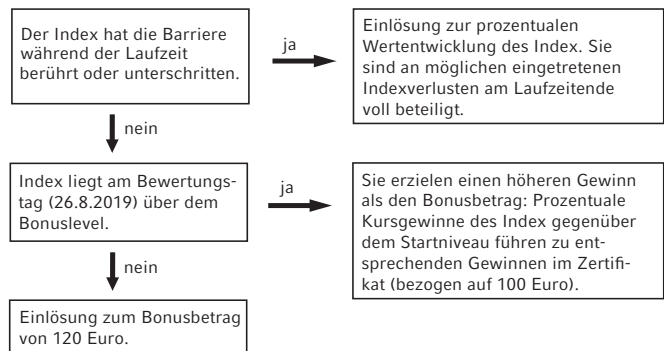 Der Index hat die Barriere
während der Laufzeit
berührt oder unterschritten.
ja
Einlösung zur prozentualen
Wertentwicklung des Index. Sie
sind an möglichen eingetretenen
Indexverlusten am Laufzeitende
voll beteiligt.
nein
Index liegt am Bewertungs-
tag (26.8.2019) über dem
Bonuslevel.
ja
Sie erzielen einen höheren Gewinn
als den Bonusbetrag: Prozentuale
Kursgewinne des Index gegenüber
dem Startniveau führen zu ent-
sprechenden Gewinnen im Zertifi-
kat (bezogen auf 100 Euro).
nein
Einlösung zum Bonusbetrag
von 120 Euro.